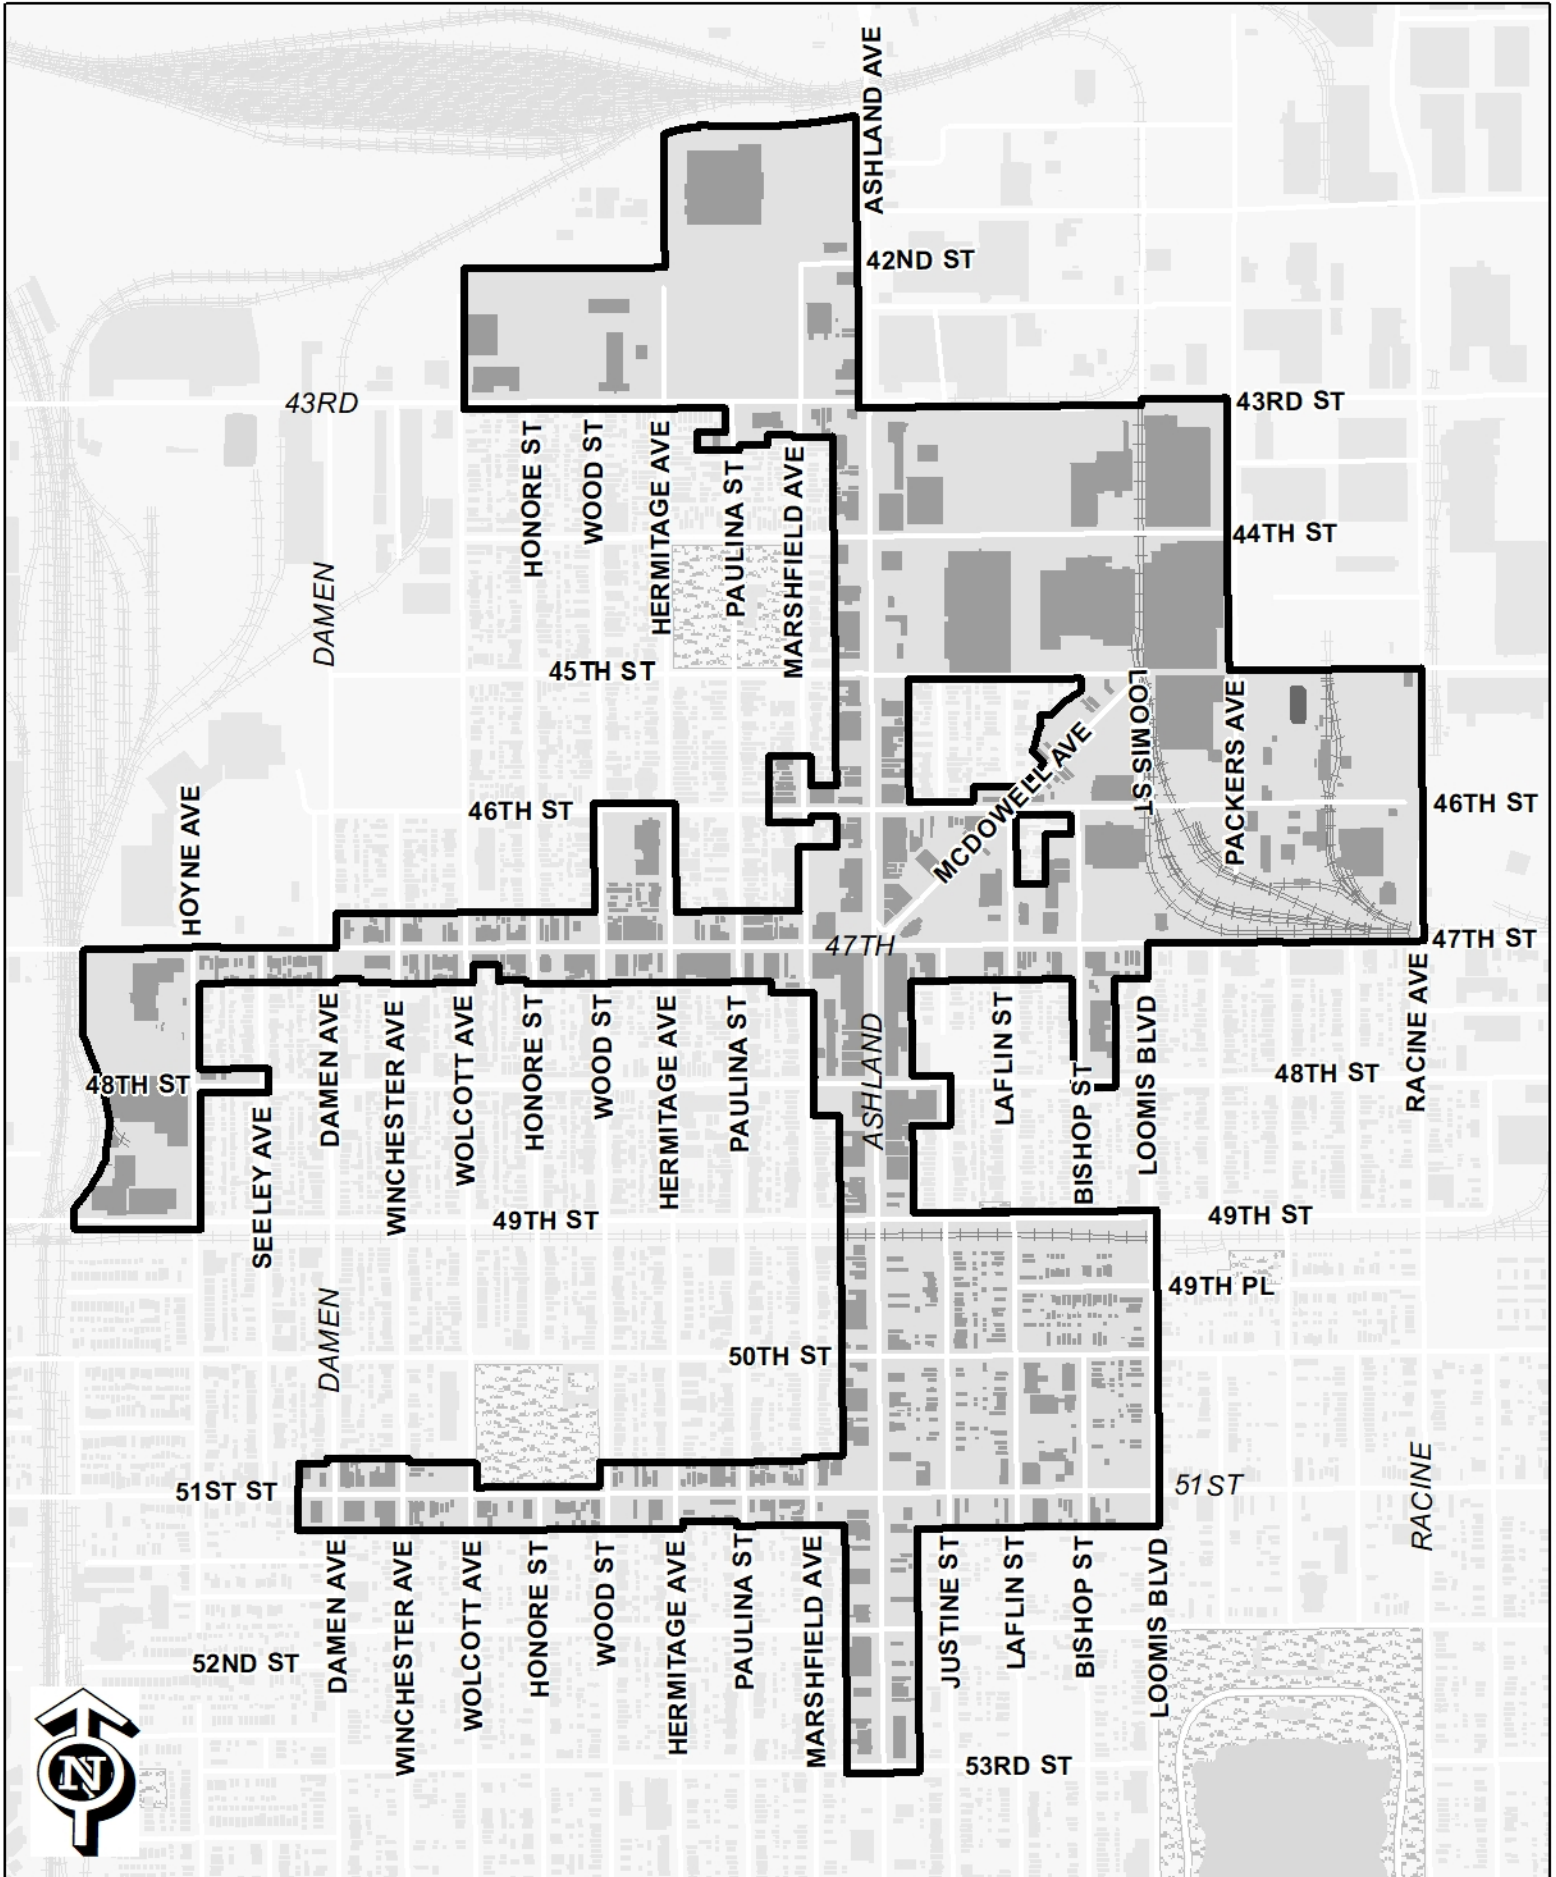 ASHLAND AVE
42ND ST
43RD
43RD ST
HONORE ST
WOOD ST
HERMITAGE AVE
PAULINA ST
MARSHFIELD AVE
44TH ST
DAMEN
45TH ST
LOOMIS ST
PACKERS AVE
MCDOWELL AVE
HOYNE AVE
46TH ST
46TH ST
47TH
47TH ST
RACINE AVE
DAMEN AVE
WINCHESTER AVE
WOLCOTT AVE
HONORE ST
WOOD ST
HERMITAGE AVE
PAULINA ST
ASHLAND
LAFLIN ST
BISHOP ST
LOOMIS BLVD
48TH ST
48TH ST
SEELEY AVE
49TH ST
49TH ST
49TH PL
DAMEN
50TH ST
51ST ST
51ST
RACINE
DAMEN AVE
WINCHESTER AVE
WOLCOTT AVE
HONORE ST
WOOD ST
HERMITAGE AVE
PAULINA ST
MARSHFIELD AVE
JUSTINE ST
LAFLIN ST
BISHOP ST
LOOMIS BLVD
52ND ST
53RD ST
N